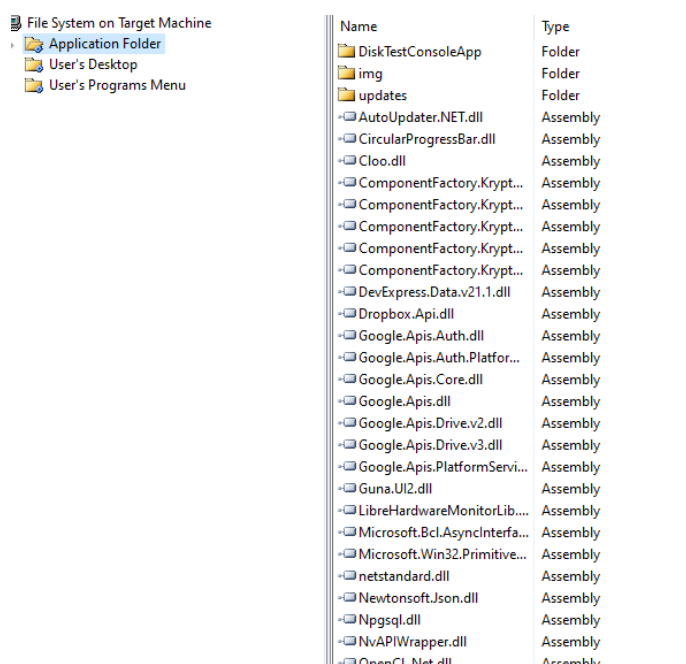 File System on Target Machine
Application Folder
User's Desktop
User's Programs Menu
Name Type
DiskTestConsoleApp Folder
img Folder
updates Folder
AutoUpdater.NET.dll Assembly
CircularProgressBar.dll Assembly
Cloo.dll Assembly
ComponentFactory.Krypt... Assembly
ComponentFactory.Krypt... Assembly
ComponentFactory.Krypt... Assembly
ComponentFactory.Krypt... Assembly
ComponentFactory.Krypt... Assembly
DevExpress.Data.v21.1.dll Assembly
Dropbox.Api.dll Assembly
Google.Apis.Auth.dll Assembly
Google.Apis.Auth.Platfor... Assembly
Google.Apis.Core.dll Assembly
Google.Apis.dll Assembly
Google.Apis.Drive.v2.dll Assembly
Google.Apis.Drive.v3.dll Assembly
Google.Apis.PlatformServi... Assembly
Guna.UI2.dll Assembly
LibreHardwareMonitorLib.... Assembly
Microsoft.Bcl.AsyncInterfa... Assembly
Microsoft.Win32.Primitive... Assembly
netstandard.dll Assembly
Newtonsoft.Json.dll Assembly
Npgsql.dll Assembly
NvAPIWrapper.dll Assembly
OpenCL.Net.dll Assembly